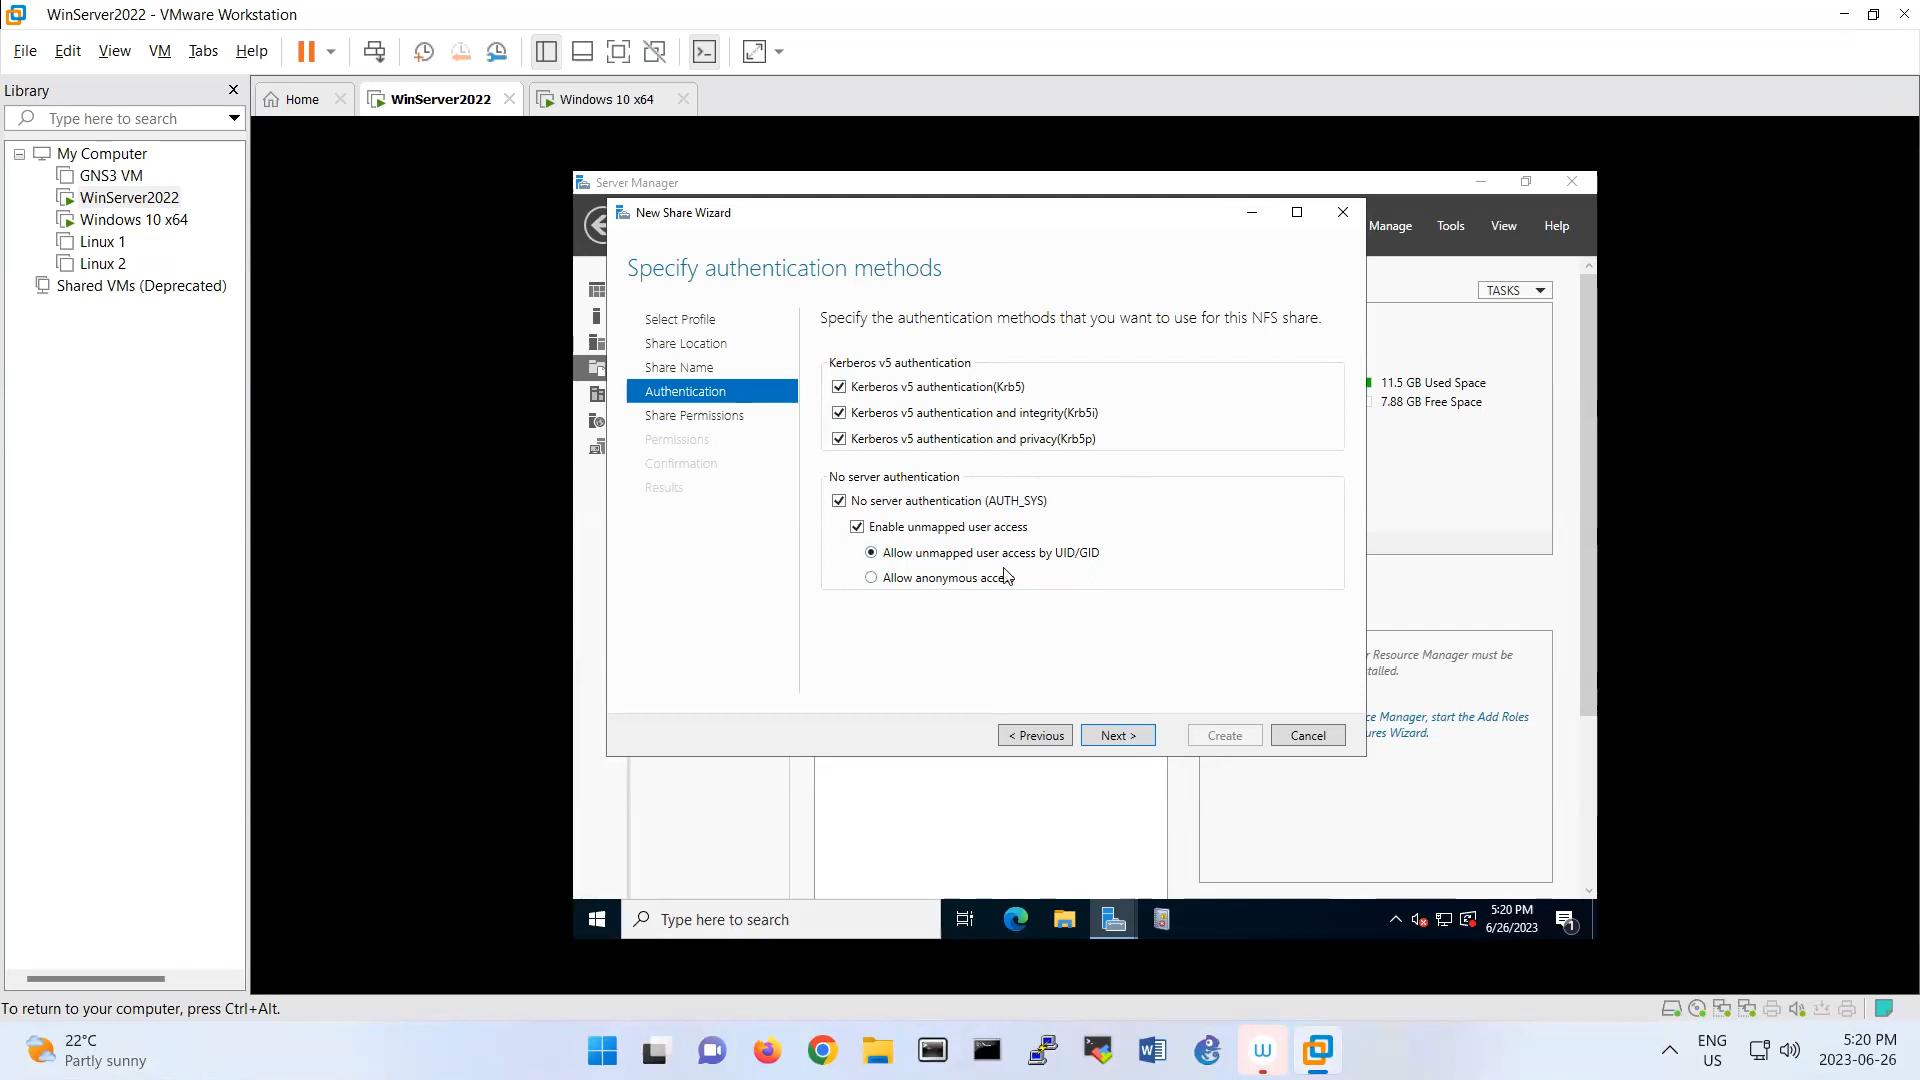 WinServer2022 - VMware Workstation
File Edit View VM Tabs Help
Library
Type here to search
My Computer
GNS3 VM
WinServer2022
Windows 10 x64
Linux 1
Linux 2
Shared VMs (Deprecated)
Home
WinServer2022
Windows 10 x64
Server Manager
Manage Tools View Help
TASKS
11.5 GB Used Space
7.88 GB Free Space
r Resource Manager must be
talled.
ce Manager, start the Add Roles
ures Wizard.
New Share Wizard
Specify authentication methods
Select Profile
Share Location
Share Name
Authentication
Share Permissions
Permissions
Confirmation
Results
Specify the authentication methods that you want to use for this NFS share.
Kerberos v5 authentication
Kerberos v5 authentication(Krb5)
Kerberos v5 authentication and integrity(Krb5i)
Kerberos v5 authentication and privacy(Krb5p)
No server authentication
No server authentication (AUTH_SYS)
Enable unmapped user access
Allow unmapped user access by UID/GID
Allow anonymous access
< Previous
Next >
Create
Cancel
Type here to search
5:20 PM
6/26/2023
1
To return to your computer, press Ctrl+Alt.
22°C
Partly sunny
ENG
US
5:20 PM
2023-06-26